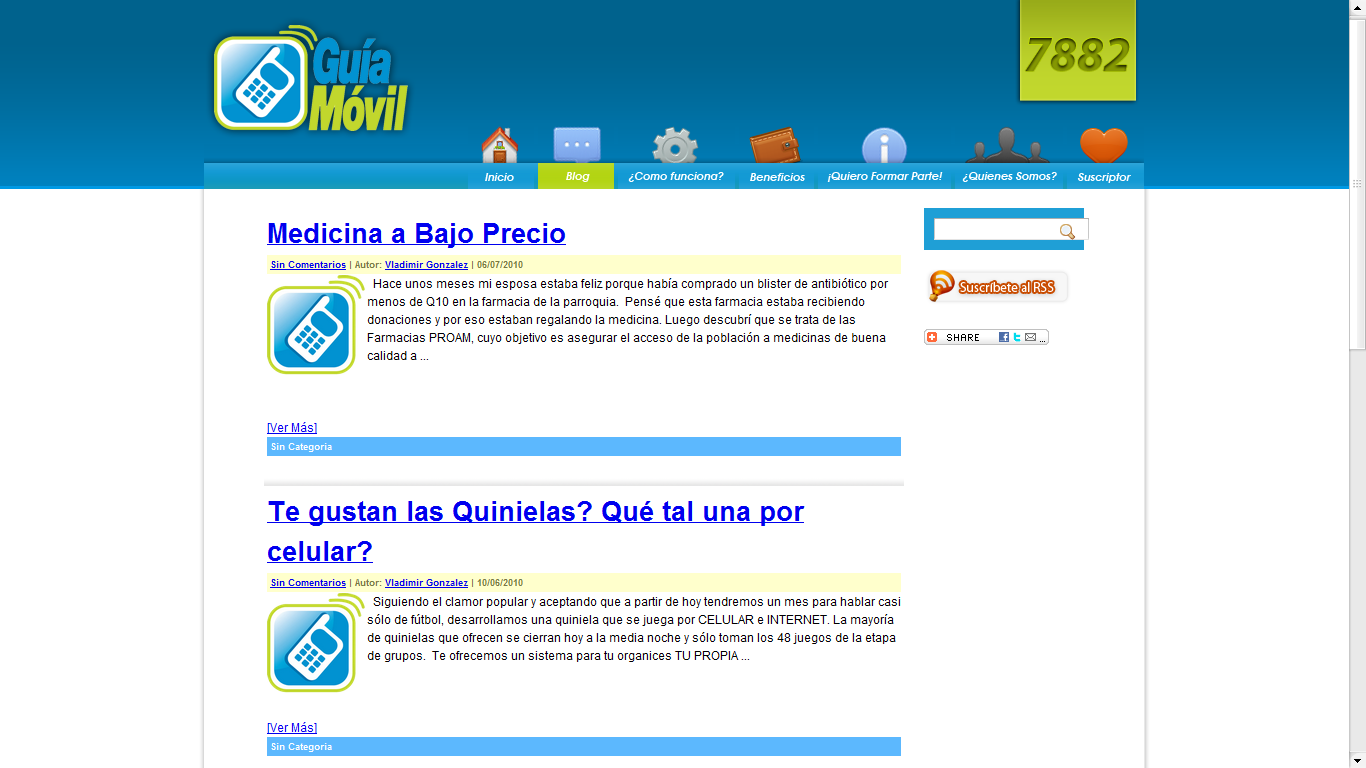 Guía
Móvil
7882
Inicio
Blog
¿Como funciona?
Beneficios
¡Quiero Formar Parte!
¿Quienes Somos?
Suscriptor
Medicina a Bajo Precio
Sin Comentarios | Autor: Vladimir Gonzalez | 06/07/2010
Hace unos meses mi esposa estaba feliz porque había comprado un blister de antibiótico por
menos de Q10 en la farmacia de la parroquia.  Pensé que esta farmacia estaba recibiendo
donaciones y por eso estaban regalando la medicina. Luego descubrí que se trata de las
Farmacias PROAM, cuyo objetivo es asegurar el acceso de la población a medicinas de buena
calidad a ...
[Ver Más]
Sin Categoria
Te gustan las Quinielas? Qué tal una por
celular?
Sin Comentarios | Autor: Vladimir Gonzalez | 10/06/2010
Siguiendo el clamor popular y aceptando que a partir de hoy tendremos un mes para hablar casi
sólo de fútbol, desarrollamos una quiniela que se juega por CELULAR e INTERNET. La mayoría
de quinielas que ofrecen se cierran hoy a la media noche y sólo toman los 48 juegos de la etapa
de grupos.  Te ofrecemos un sistema para tu organices TU PROPIA ...
[Ver Más]
Sin Categoria
Suscríbete al RSS
SHARE ...